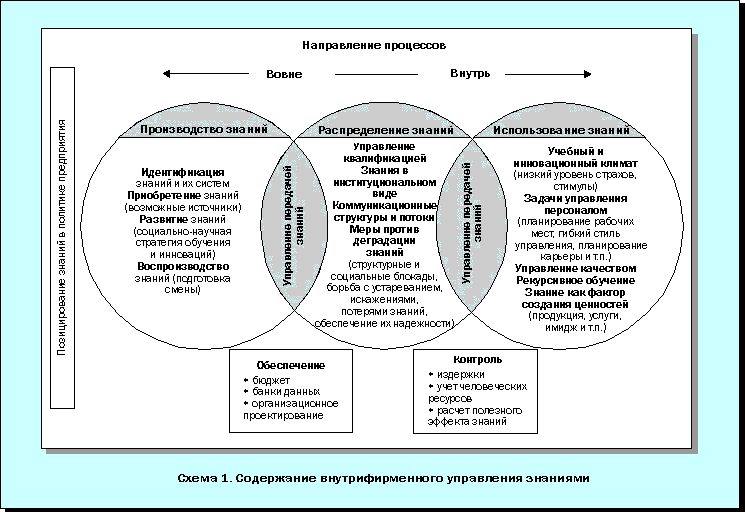 Направление процессов
Вовне
Внутрь
Позицирование знаний в политике предприятия
Производство знаний
Идентификация
знаний и их систем
Приобретение знаний
(возможные источники)
Развитие знаний
(социально-научная
стратегия обучения
и инноваций)
Воспроизводство
знаний (подготовка
смены)
Управление передачей
знаний
Распределение знаний
Управление
квалификацией
Знания в
институциональном
виде
Коммуникационные
структуры и потоки
Меры против
деградации
знаний
(структурные и
социальные блокады,
борьба с устареванием,
искажениями,
потерями знаний,
обеспечение их надежности)
Управление передачей
знаний
Использование знаний
Учебный и
инновационный климат
(низкий уровень страхов,
стимулы)
Задачи управления
персоналом
(планирование рабочих
мест, гибкий стиль
управления, планирование
карьеры и т.п.)
Управление качеством
Рекурсивное обучение
Знание как фактор
создания ценностей
(продукция, услуги,
имидж и т.п.)
Обеспечение
• бюджет
• банки данных
• организационное
проектирование
Контроль
• издержки
• учет человеческих
ресурсов
• расчет полезного
эффекта знаний
Схема 1. Содержание внутрифирменного управления знаниями